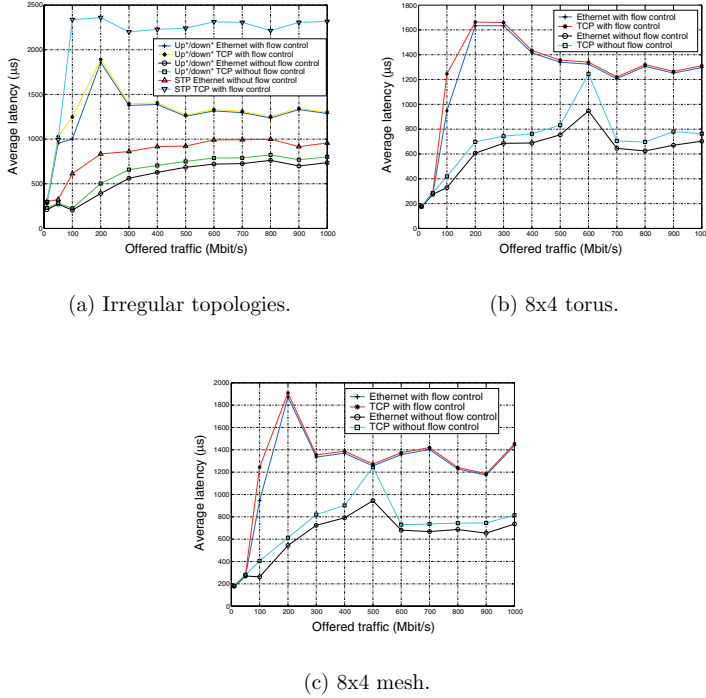 2500
2000
1500
1000
500
0
Average latency (µs)
0 100 200 300 400 500 600 700 800 900 1000
Offered traffic (Mbit/s)
Up*/down* Ethernet with flow control
Up*/down* TCP with flow control
Up*/down* Ethernet without flow control
Up*/down* TCP without flow control
STP Ethernet without flow control
STP TCP with flow control
(a) Irregular topologies.
1800
1600
1400
1200
1000
800
600
400
200
0
Average latency (µs)
0 100 200 300 400 500 600 700 800 900 1000
Offered traffic (Mbit/s)
Ethernet with flow control
TCP with flow control
Ethernet without flow control
TCP without flow control
(b) 8x4 torus.
2000
1800
1600
1400
1200
1000
800
600
400
200
0
Average latency (µs)
0 100 200 300 400 500 600 700 800 900 1000
Offered traffic (Mbit/s)
Ethernet with flow control
TCP with flow control
Ethernet without flow control
TCP without flow control
(c) 8x4 mesh.